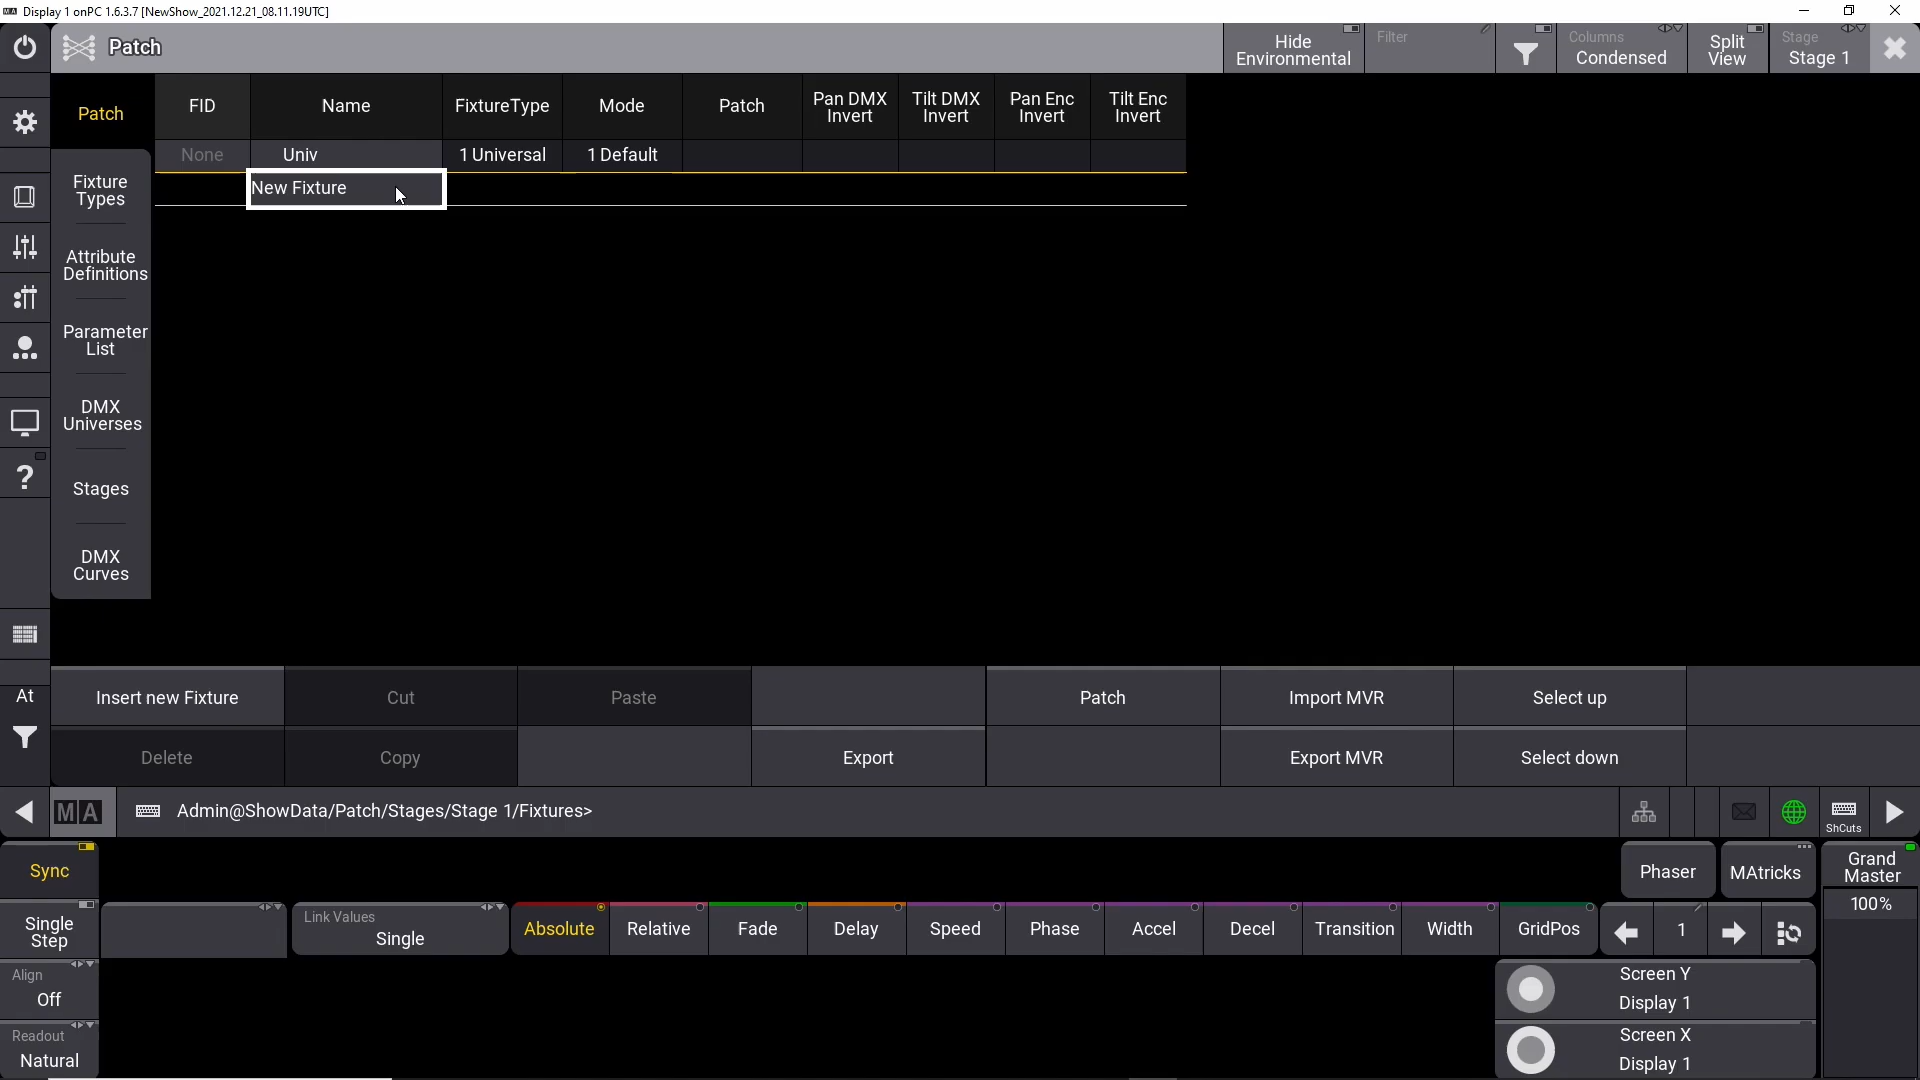 Display 1 onPC 1.6.3.7 [NewShow_2021.12.21_08.11.19UTC]
Patch
Hide
Environmental
Filter
Columns
Condensed
Split
View
Stage
Stage 1
Patch
FID
Name
FixtureType
Mode
Patch
Pan DMX
Invert
Tilt DMX
Invert
Pan Enc
Invert
Tilt Enc
Invert
None
Univ
1 Universal
1 Default
New Fixture
Fixture
Types
Attribute
Definitions
Parameter
List
DMX
Universes
Stages
DMX
Curves
?
At
Insert new Fixture
Cut
Paste
Patch
Import MVR
Select up
Delete
Copy
Export
Export MVR
Select down
MA
Admin@ShowData/Patch/Stages/Stage 1/Fixtures>
ShCuts
Sync
Phaser
MAtricks
Grand
Master
100%
Single
Step
Link Values
Single
Absolute
Relative
Fade
Delay
Speed
Phase
Accel
Decel
Transition
Width
GridPos
1
Align
Off
Screen Y
Display 1
Readout
Natural
Screen X
Display 1